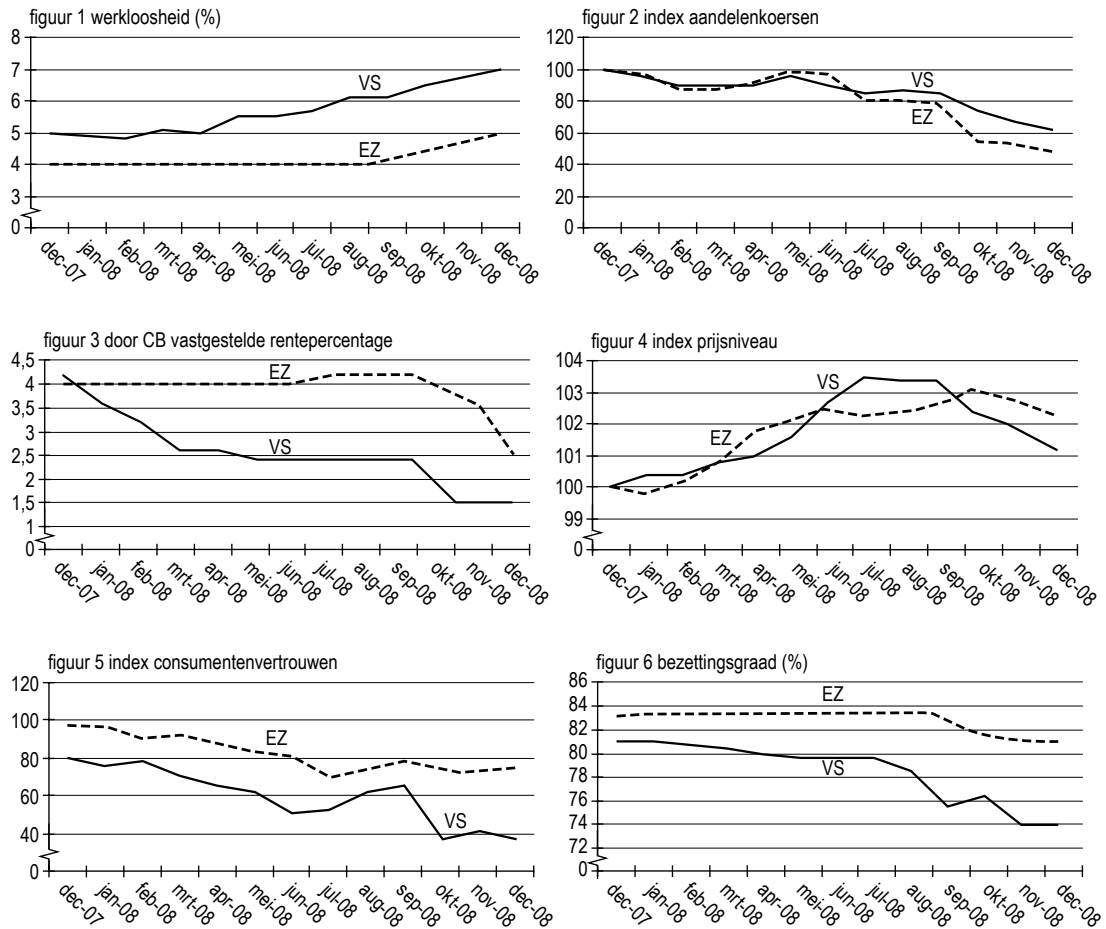 figuur 1 werkloosheid (%)
8
7
6
5
4
3
0
VS
EZ
dec-07
jan-08
feb-08
mrt-08
apr-08
mei-08
jun-08
jul-08
aug-08
sep-08
okt-08
nov-08
dec-08
figuur 2 index aandelenkoersen
120
100
80
60
40
20
0
VS
EZ
dec-07
jan-08
feb-08
mrt-08
apr-08
mei-08
jun-08
jul-08
aug-08
sep-08
okt-08
nov-08
dec-08
figuur 3 door CB vastgestelde rentepercentage
4,5
4
3,5
3
2,5
2
1,5
1
0
EZ
VS
dec-07
jan-08
feb-08
mrt-08
apr-08
mei-08
jun-08
jul-08
aug-08
sep-08
okt-08
nov-08
dec-08
figuur 4 index prijsniveau
104
103
102
101
100
99
0
VS
EZ
dec-07
jan-08
feb-08
mrt-08
apr-08
mei-08
jun-08
jul-08
aug-08
sep-08
okt-08
nov-08
dec-08
figuur 5 index consumentenvertrouwen
120
100
80
60
40
0
EZ
VS
dec-07
jan-08
feb-08
mrt-08
apr-08
mei-08
jun-08
jul-08
aug-08
sep-08
okt-08
nov-08
dec-08
figuur 6 bezettingsgraad (%)
86
84
82
80
78
76
74
72
0
EZ
VS
dec-07
jan-08
feb-08
mrt-08
apr-08
mei-08
jun-08
jul-08
aug-08
sep-08
okt-08
nov-08
dec-08